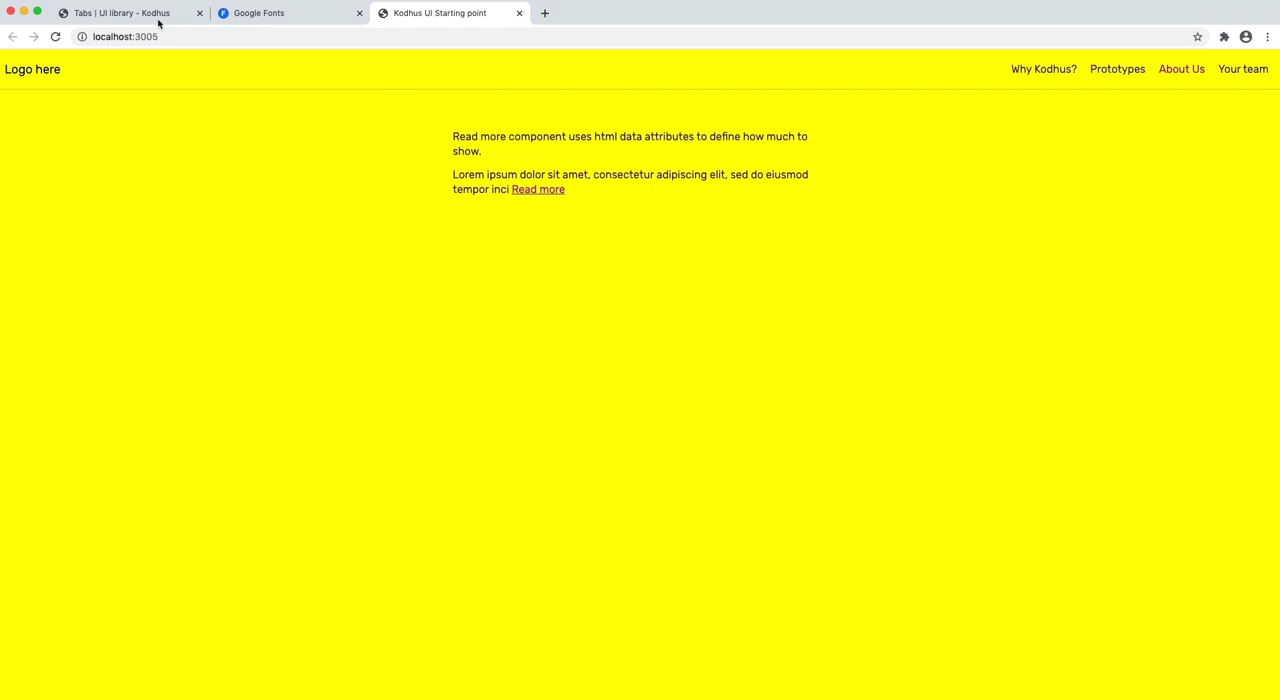 Tabs | UI library - Kodhus
Google Fonts
Kodhus UI Starting point
localhost:3005
Logo here
Why Kodhus?
Prototypes
About Us
Your team
Read more component uses html data attributes to define how much to
show.
Lorem ipsum dolor sit amet, consectetur adipiscing elit, sed do eiusmod
tempor inci Read more